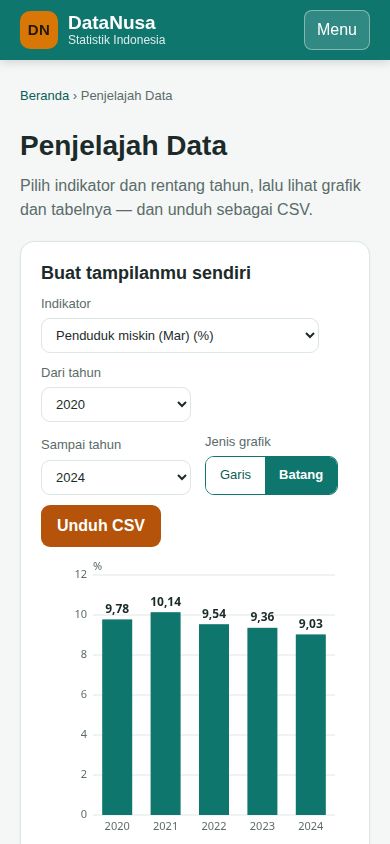 DN
DataNusa
Statistik Indonesia
Menu
Beranda › Penjelajah Data
Penjelajah Data
Pilih indikator dan rentang tahun, lalu lihat grafik
dan tabelnya — dan unduh sebagai CSV.
Buat tampilanmu sendiri
Indikator
Penduduk miskin (Mar) (%)
Dari tahun
2020
Sampai tahun
2024
Jenis grafik
Garis
Batang
Unduh CSV
%
12
10
8
6
4
2
0
9,78
10,14
9,54
9,36
9,03
2020
2021
2022
2023
2024